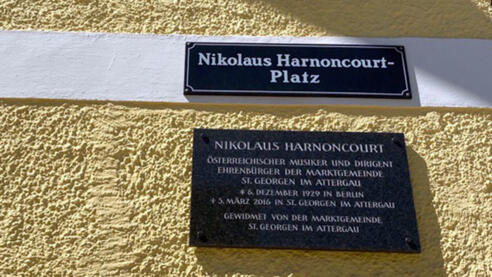 Nikolaus Harnoncourt-
Platz
NIKOLAUS HARNONCOURT
ÖSTERREICHISCHER MUSIKER UND DIRIGENT
EHRENBÜRGER DER MARKTGEMEINDE
ST. GEORGEN IM ATTERGAU
* 6. DEZEMBER 1929 IN BERLIN
+ 5. MÄRZ 2016 IN ST. GEORGEN IM ATTERGAU
GEWIDMET VON DER MARKTGEMEINDE
ST. GEORGEN IM ATTERGAU